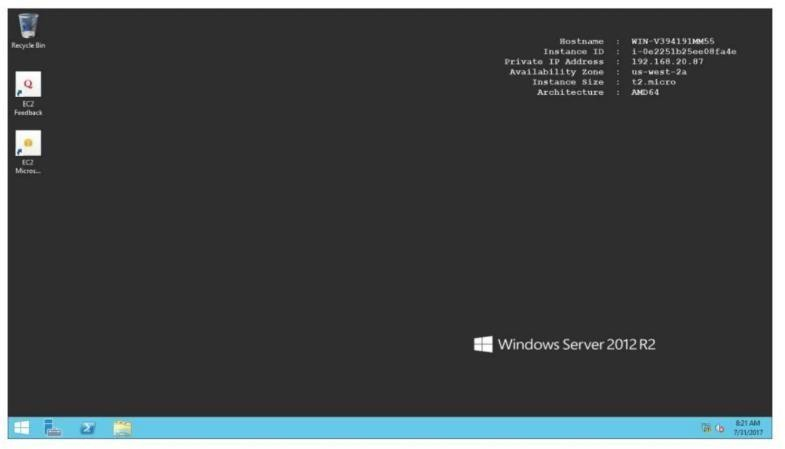 Recycle Bin
EC2
Feedback
EC2
Micros...
Hostname : WIN-V394191MM55
Instance ID : i-0e2251b25ee08fa4e
Private IP Address : 192.168.20.87
Availability Zone : us-west-2a
Instance Size : t2.micro
Architecture : AMD64
Windows Server 2012 R2
8:21 AM
7/31/2017